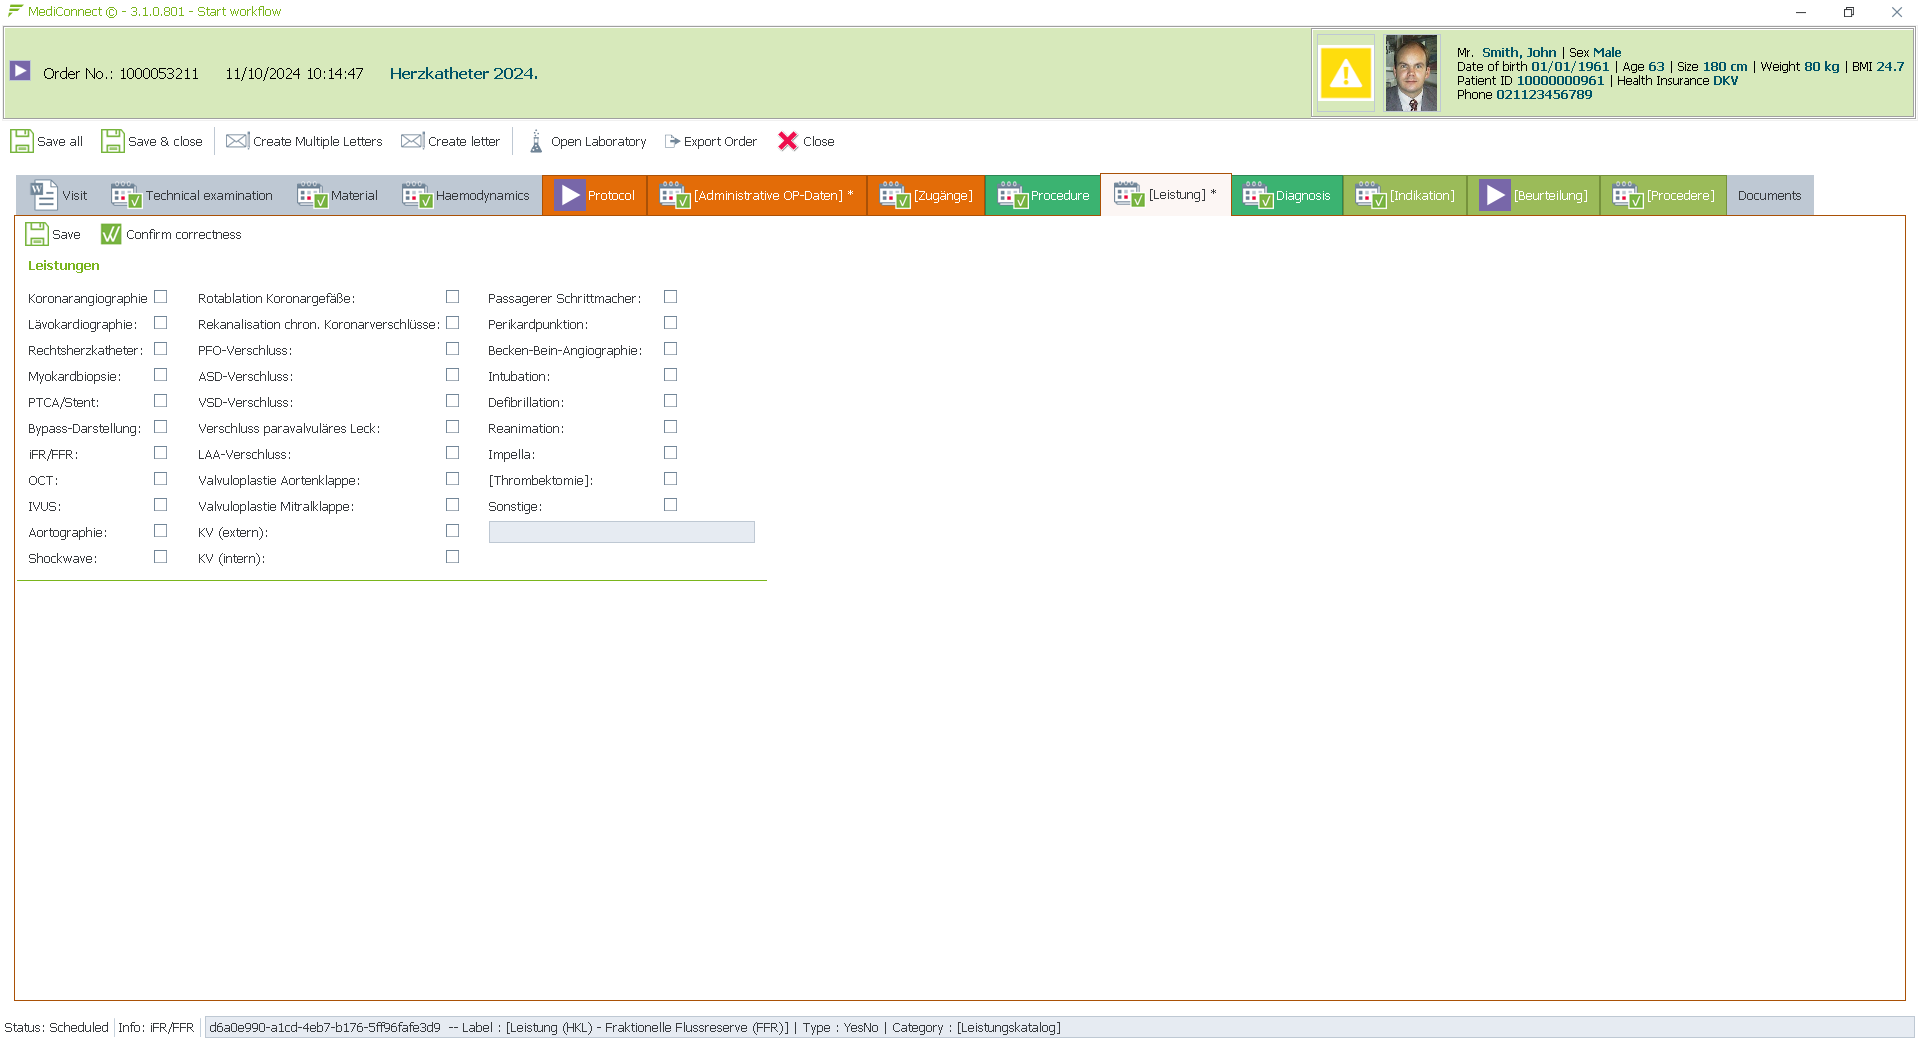 MediConnect © - 3.1.0.801 - Start workflow
Order No.: 1000053211 11/10/2024 10:14:47 Herzkatheter 2024.
Mr. Smith, John | Sex Male
Date of birth 01/01/1961 | Age 63 | Size 180 cm | Weight 80 kg | BMI 24.7
Patient ID 10000000961 | Health Insurance DKV
Phone 021123456789
Save all Save & close Create Multiple Letters Create letter Open Laboratory Export Order Close
Visit Technical examination Material Haemodynamics Protocol [Administrative OP-Daten] * [Zugänge] Procedure [Leistung] * Diagnosis [Indikation] [Beurteilung] [Procedere] Documents
Save Confirm correctness
Leistungen
Koronarangiographie Rotablation Koronargefäße: Passagerer Schrittmacher:
Lävokardiographie: Rekanalisation chron. Koronarverschlüsse: Perikardpunktion:
Rechtsherzkatheter: PFO-Verschluss: Becken-Bein-Angiographie:
Myokardbiopsie: ASD-Verschluss: Intubation:
PTCA/Stent: VSD-Verschluss: Defibrillation:
Bypass-Darstellung: Verschluss paravalvuläres Leck: Reanimation:
iFR/FFR: LAA-Verschluss: Impella:
OCT: Valvuloplastie Aortenklappe: [Thrombektomie]:
IVUS: Valvuloplastie Mitralklappe: Sonstige:
Aortographie: KV (extern):
Shockwave: KV (intern):
Status: Scheduled Info: iFR/FFR d6a0e990-a1cd-4eb7-b176-5ff96fafe3d9 -- Label : [Leistung (HKL) - Fraktionelle Flussreserve (FFR)] | Type : YesNo | Category : [Leistungskatalog]